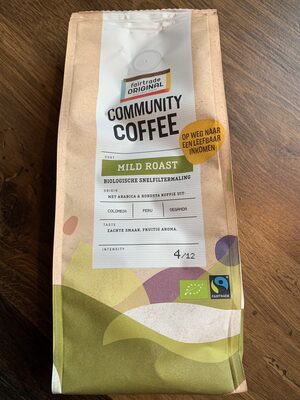 fairtrade
ORIGINAL
COMMUNITY
COFFEE
OP WEG NAAR
EEN LEEFBAAR
INKOMEN
MILD ROAST
BIOLOGISCHE SNELFILTERMALING
ORIGIN
MET ARABICA & ROBUSTA KOFFIE UIT:
COLOMBIA PERU OEGANDA
TASTE
ZACHTE SMAAK, FRUITIG AROMA.
INTENSITY
4/12
FAIRTRADE